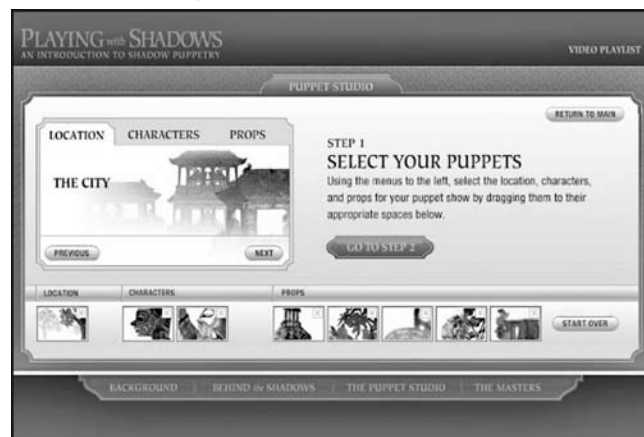 PLAYING with SHADOWS
AN INTRODUCTION TO SHADOW PUPPETRY
VIDEO PLAYLIST
PUPPET STUDIO
RETURN TO MAIN
LOCATION CHARACTERS PROPS
THE CITY
PREVIOUS NEXT
STEP 1
SELECT YOUR PUPPETS
Using the menus to the left, select the location, characters,
and props for your puppet show by dragging them to their
appropriate spaces below.
GO TO STEP 2
LOCATION CHARACTERS PROPS
START OVER
BACKGROUND | BEHIND the SHADOWS | THE PUPPET STUDIO | THE MASTERS